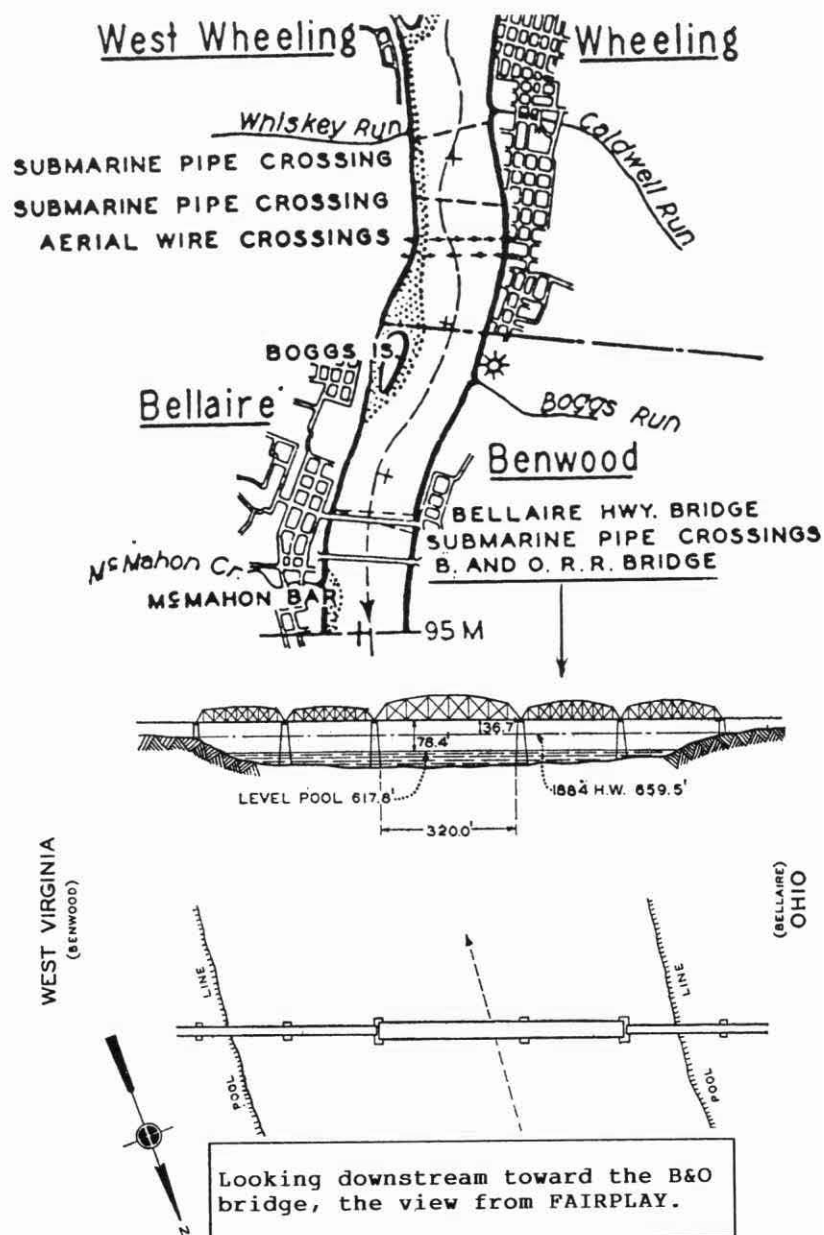 West Wheeling
Wheeling
Whiskey Run
Caldwell Run
SUBMARINE PIPE CROSSING
SUBMARINE PIPE CROSSING
AERIAL WIRE CROSSINGS
BOGGS IS.
Bellaire
Boggs Run
Benwood
BELLAIRE HWY. BRIDGE
SUBMARINE PIPE CROSSINGS
B. AND O. R.R. BRIDGE
McMahon Cr.
McMAHON BAR
95 M
36.7
78.4'
LEVEL POOL 617.8'
1884 H.W. 659.5'
320.0'
WEST VIRGINIA
(BENWOOD)
(BELLAIRE)
OHIO
LINE
POOL
LINE
POOL
N
Looking downstream toward the B&O
bridge, the view from FAIRPLAY.